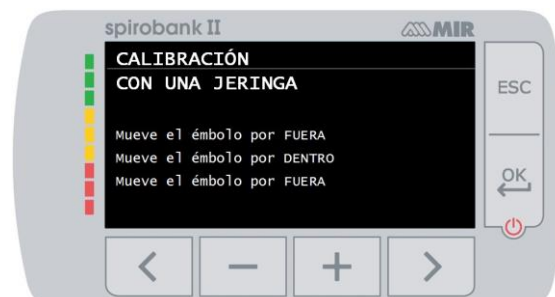 spirobank II
MIR
CALIBRACIÓN
CON UNA JERINGA
Mueve el émbolo por FUERA
Mueve el émbolo por DENTRO
Mueve el émbolo por FUERA
ESC
OK